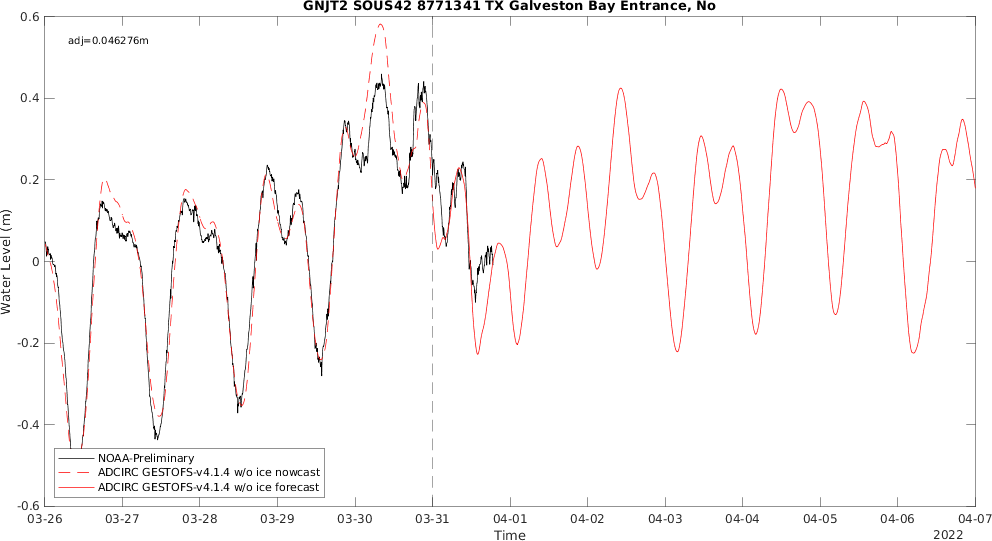 GNJT2 SOUS42 8771341 TX Galveston Bay Entrance, No
adj=0.046276m
Water Level (m)
0.6
0.4
0.2
0
-0.2
-0.4
-0.6
NOAA-Preliminary
ADCIRC GESTOFS-v4.1.4 w/o ice nowcast
ADCIRC GESTOFS-v4.1.4 w/o ice forecast
03-26 03-27 03-28 03-29 03-30 03-31 04-01 04-02 04-03 04-04 04-05 04-06 04-07
Time
2022